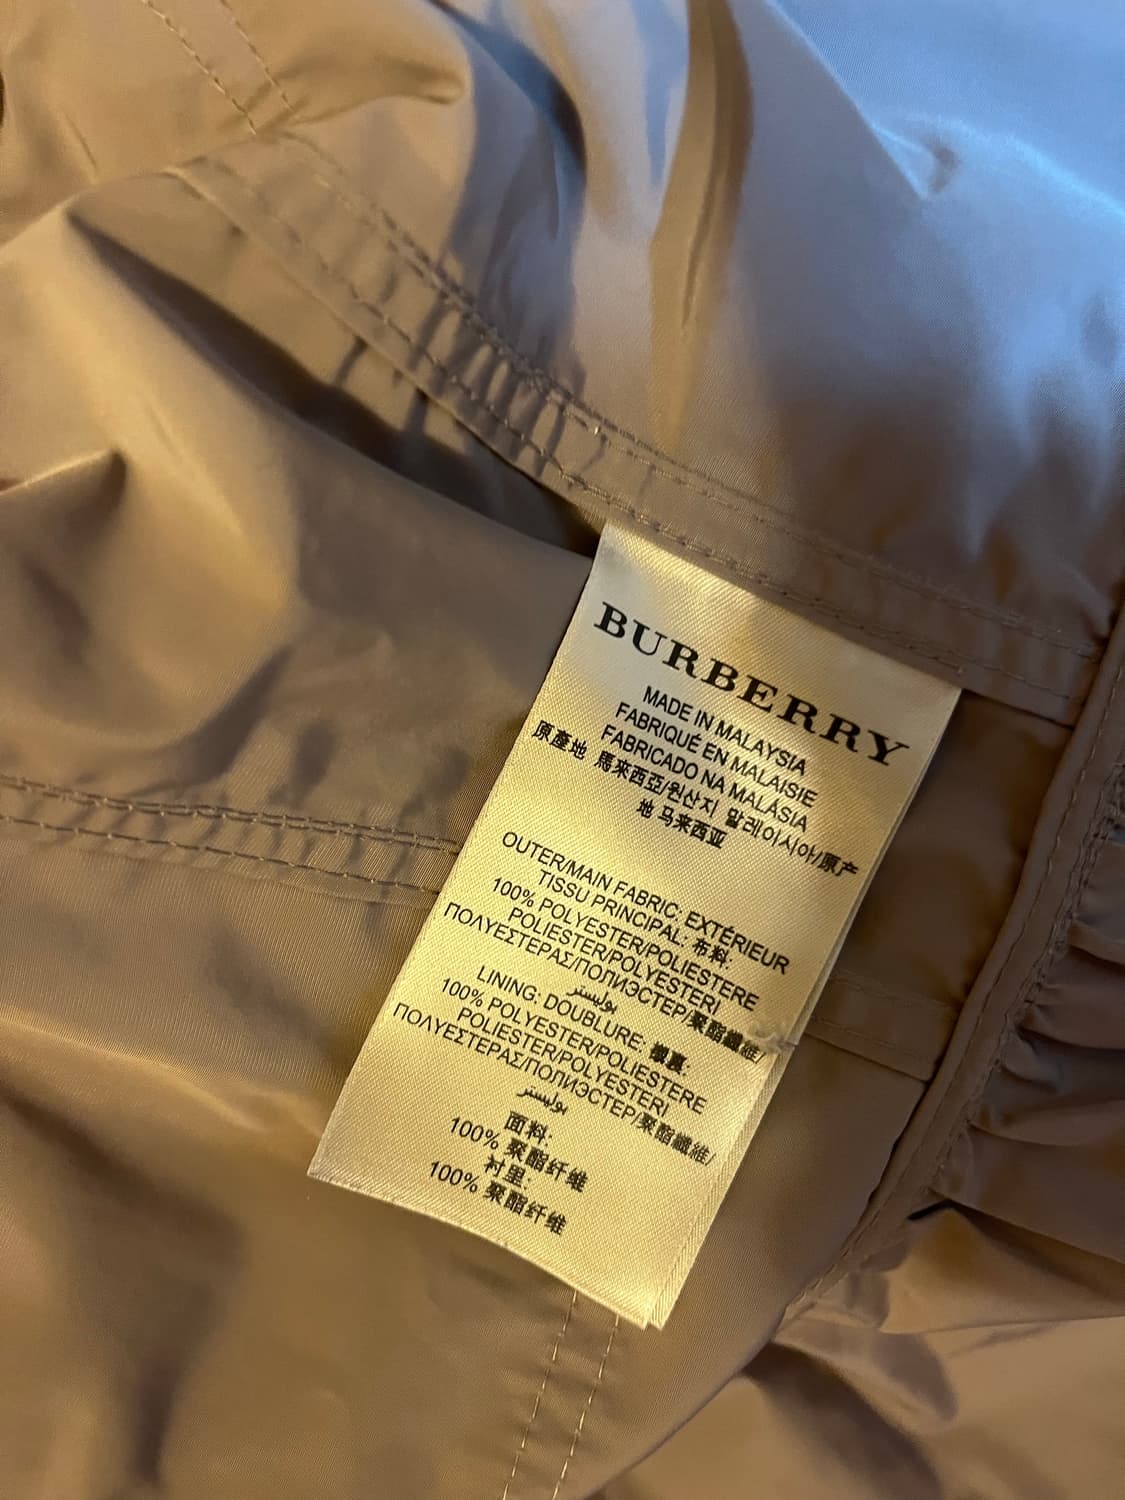 BURBERRY
MADE IN MALAYSIA
FABRIQUÉ EN MALAISIE
FABRICADO NA MALÁSIA
原產地 馬來西亞/원산지 말레이시아/原产
地 马来西亚
OUTER/MAIN FABRIC: EXTÉRIEUR
TISSU PRINCIPAL: 布料:
100% POLYESTER/POLIESTERE
POLIESTER/POLYESTERI
ΠΟΛΥΕΣΤΕΡΑΣ/ПОЛИЭСТЕР/聚酯纖維/
بوليستر
LINING: DOUBLURE: 襯裏:
100% POLYESTER/POLIESTERE
POLIESTER/POLYESTERI
ΠΟΛΥΕΣΤΕΡΑΣ/ПОЛИЭСТЕР/聚酯纖維/
بوليستر
面料:
100% 聚酯纤维
衬里:
100% 聚酯纤维